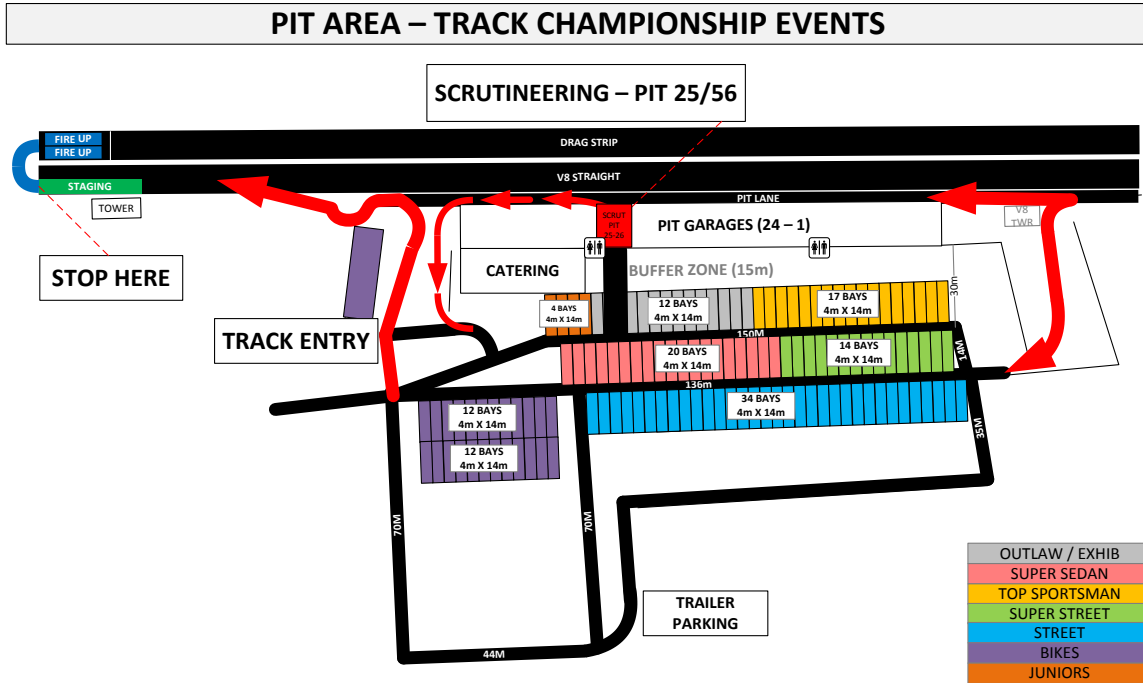 PIT AREA – TRACK CHAMPIONSHIP EVENTS
SCRUTINEERING – PIT 25/56
FIRE UP
FIRE UP
DRAG STRIP
V8 STRAIGHT
STAGING
PIT LANE
TOWER
SCRUT
PIT
25-26
PIT GARAGES (24 – 1)
V8
TWR
STOP HERE
CATERING
BUFFER ZONE (15m)
30m
TRACK ENTRY
4 BAYS
4m X 14m
12 BAYS
4m X 14m
17 BAYS
4m X 14m
150M
20 BAYS
4m X 14m
14 BAYS
4m X 14m
14M
136m
12 BAYS
4m X 14m
34 BAYS
4m X 14m
35M
12 BAYS
4m X 14m
70M
70M
TRAILER
PARKING
44M
OUTLAW / EXHIB
SUPER SEDAN
TOP SPORTSMAN
SUPER STREET
STREET
BIKES
JUNIORS